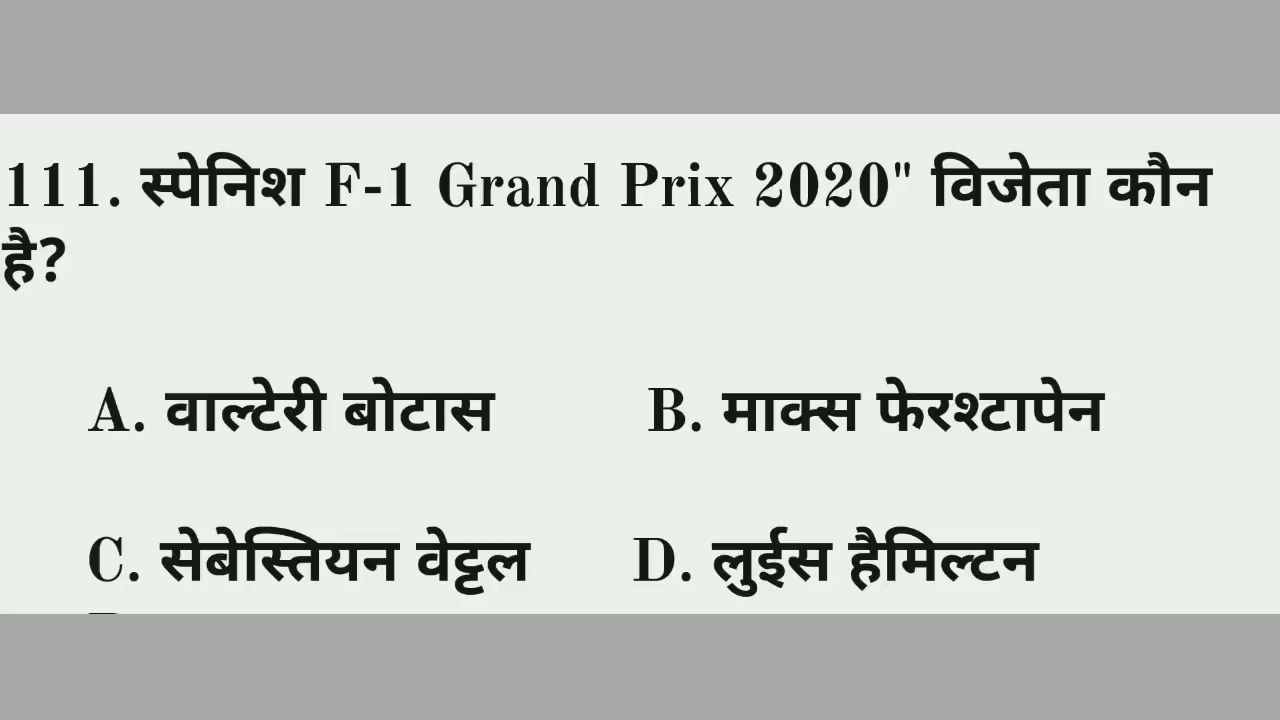 111. स्पेनिश F-1 Grand Prix 2020" विजेता कौन
है?
A. वाल्टेरी बोटास B. माक्स फेरश्टापेन
C. सेबेस्तियन वेट्टल D. लुईस हैमिल्टन